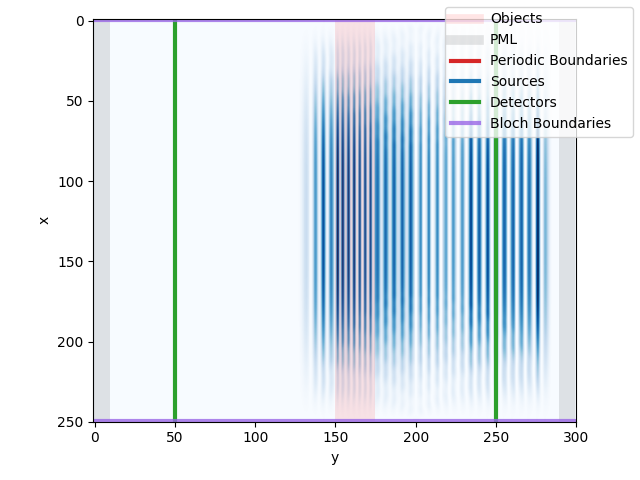 Objects
PML
Periodic Boundaries
Sources
Detectors
Bloch Boundaries
0
50
100
150
200
250
x
0 50 100 150 200 250 300
y